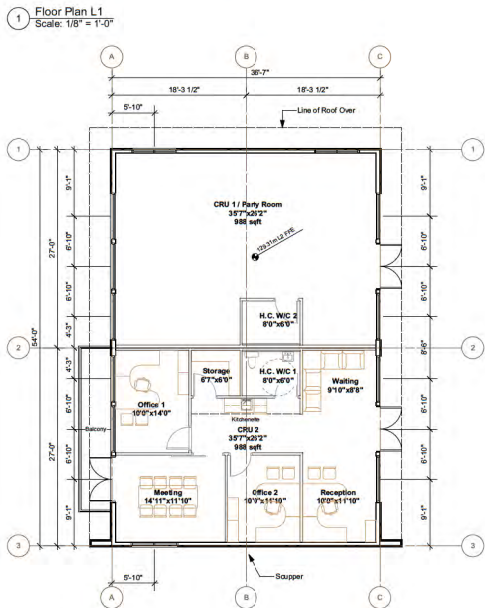 1
Floor Plan L1
Scale: 1/8" = 1'-0"
A
B
C
36'-7"
18'-3 1/2"
18'-3 1/2"
5'-10"
Line of Roof Over
1
1
9'-1"
9'-1"
CRU 1 / Party Room
35'7"x26'2"
988 sqft
129.31m L2 FFE
6'-10"
6'-10"
27'-0"
6'-10"
6'-10"
H.C. W/C 2
8'0"x6'0"
4'-3"
8'-6"
54'-0"
2
2
4'-3"
Storage
6'7"x6'0"
H.C. W/C 1
8'0"x6'0"
Waiting
9'10"x8'8"
6'-10"
6'-10"
Office 1
10'0"x14'0"
Kitchenete
Balcony
CRU 2
35'7"x26'2"
988 sqft
27'-0"
6'-10"
6'-10"
Meeting
14'11"x11'10"
Office 2
10'0"x11'10"
Reception
10'0"x11'10"
9'-1"
9'-1"
3
3
5'-10"
Scupper
A
B
C